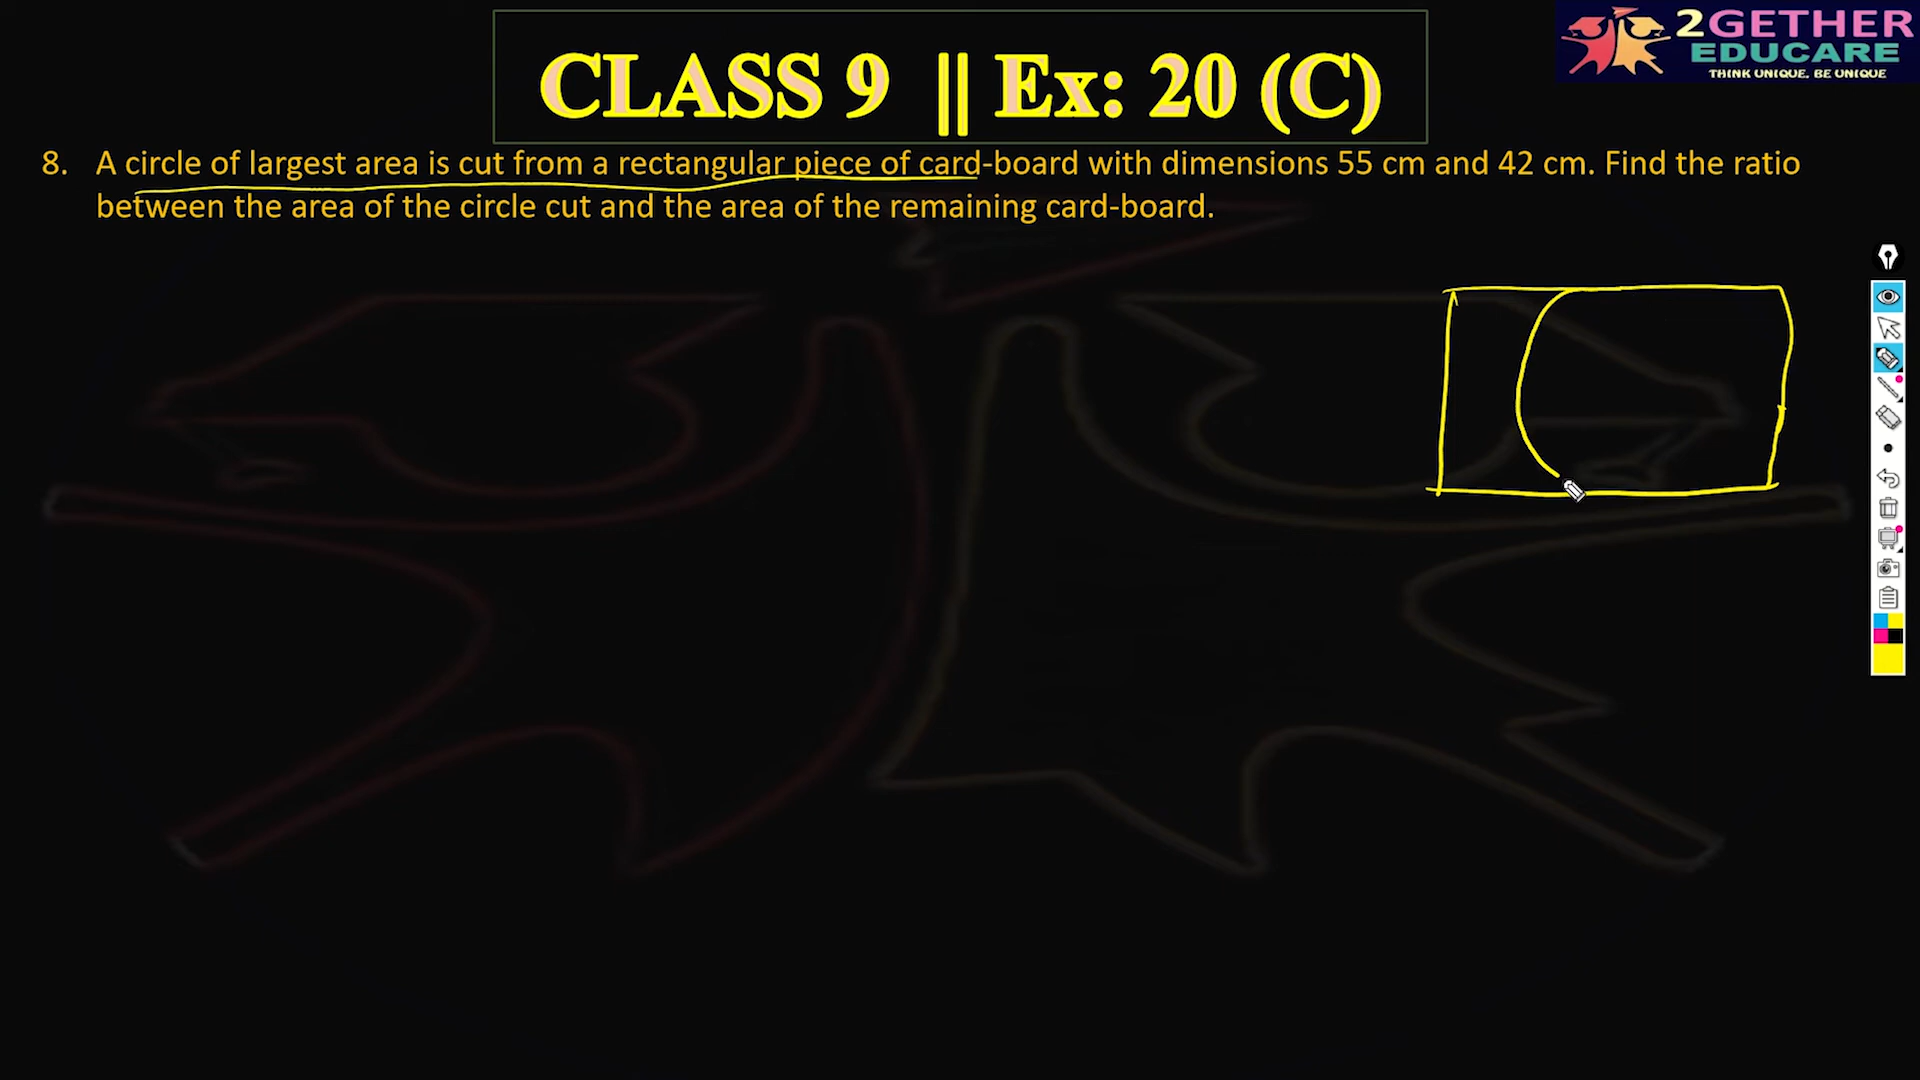 2GETHER
EDUCARE
THINK UNIQUE. BE UNIQUE
CLASS 9 || Ex: 20 (C)
8. A circle of largest area is cut from a rectangular piece of card-board with dimensions 55 cm and 42 cm. Find the ratio
between the area of the circle cut and the area of the remaining card-board.